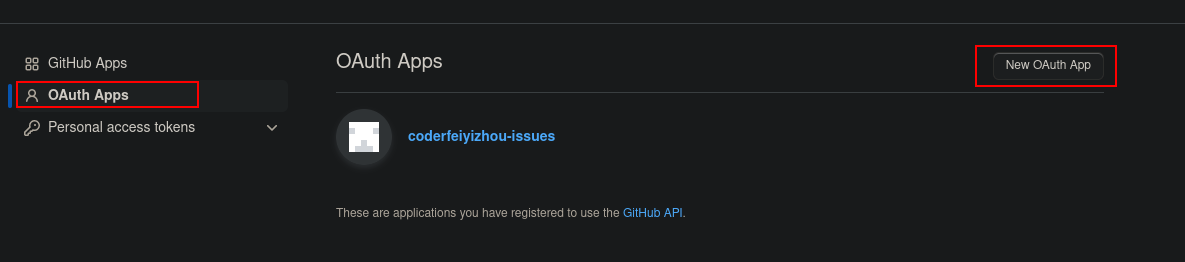 GitHub Apps
OAuth Apps
Personal access tokens
OAuth Apps
New OAuth App
coderfeiyizhou-issues
These are applications you have registered to use the GitHub API.